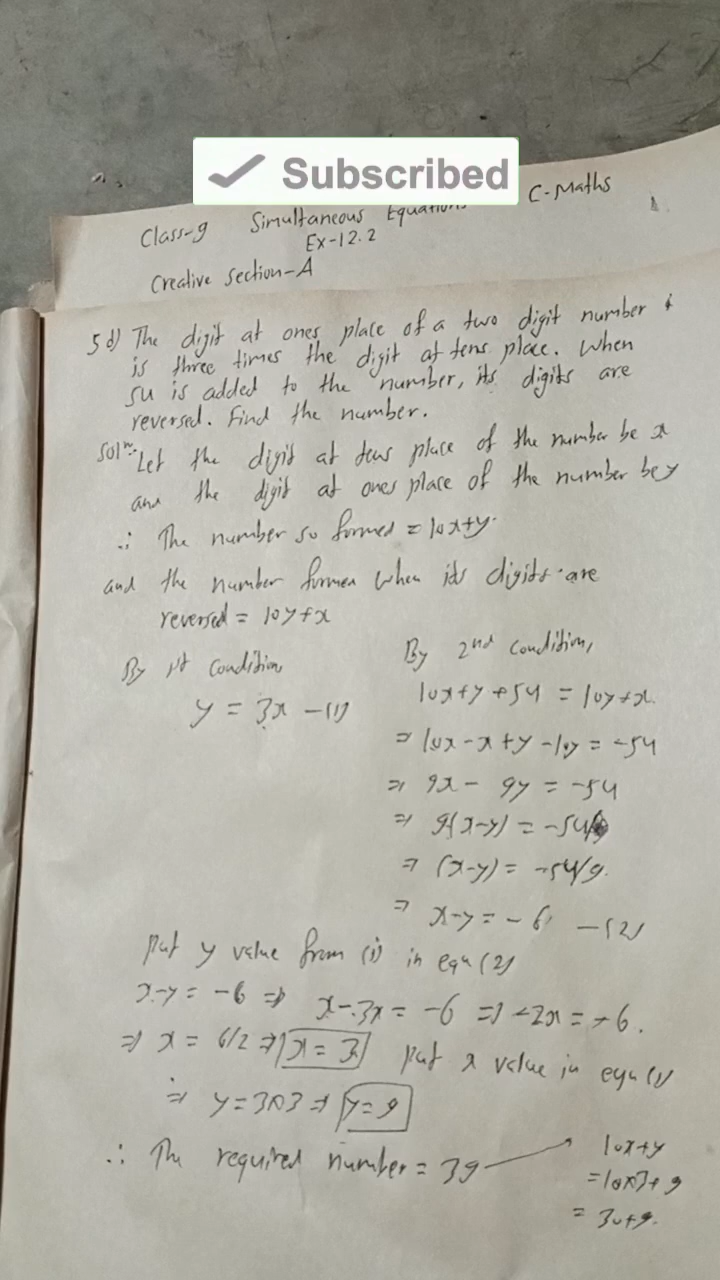 Subscribed
C-Maths
Class-9 Simultaneous Equations
Ex-12.2
Creative Section-A
5 d) The digit at ones place of a two digit number
is three times the digit at tens place. When
54 is added to the number, its digits are
reversed. Find the number.
Solⁿ: Let the digit at tens place of the number be x
and the digit at ones place of the number be y
∴ The number so formed = 10x+y.
and the number formed when its digits are
reversed = 10y+x
By 1st condition
y = 3x -(1)
By 2nd condition,
10x+y+54 = 10y+x.
⇒ 10x-x+y-10y = -54
⇒ 9x - 9y = -54
⇒ 9(x-y) = -54
⇒ (x-y) = -54/9.
⇒ x-y = -6 -(2)
Put y value from (i) in eqn (2)
x-y = -6 ⇒ x-3x = -6 ⇒ -2x = -6.
⇒ x = 6/2 ⇒ x = 3 Put x value in eqn (1)
⇒ y = 3×3 ⇒ y = 9
∴ The required number = 39
10x+y
= 10×3+9
= 30+9.